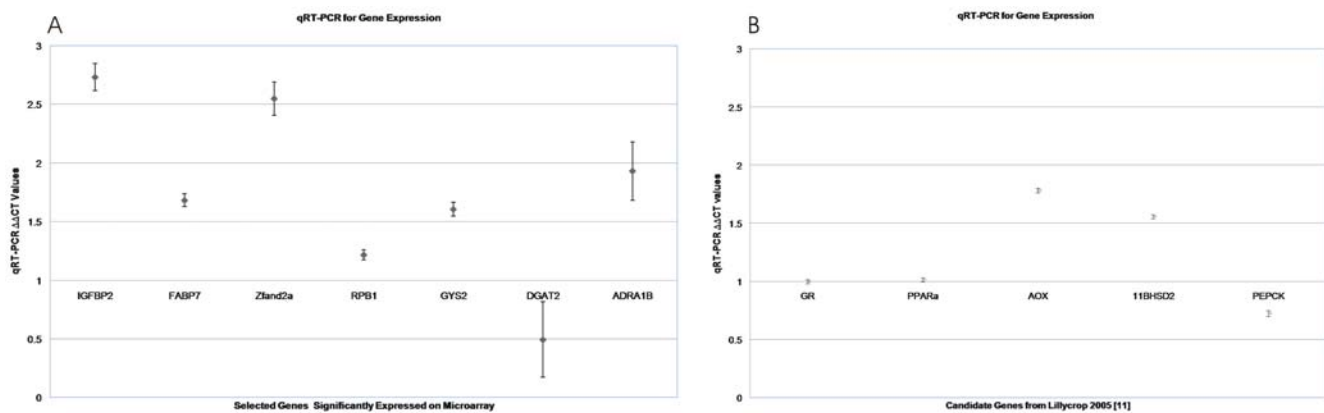 A
qRT-PCR for Gene Expression
3
2.5
2
1.5
1
0.5
0
qRT-PCR ΔΔCT Values
IGFBP2 FABP7 Zfand2a RPB1 GYS2 DGAT2 ADRA1B
Selected Genes Significantly Expressed on Microarray
B
qRT-PCR for Gene Expression
3
2.5
2
1.5
1
0.5
0
qRT-PCR ΔΔCT values
GR PPARa AOX 11BHSD2 PEPCK
Candidate Genes from Lillycrop 2005 [11]